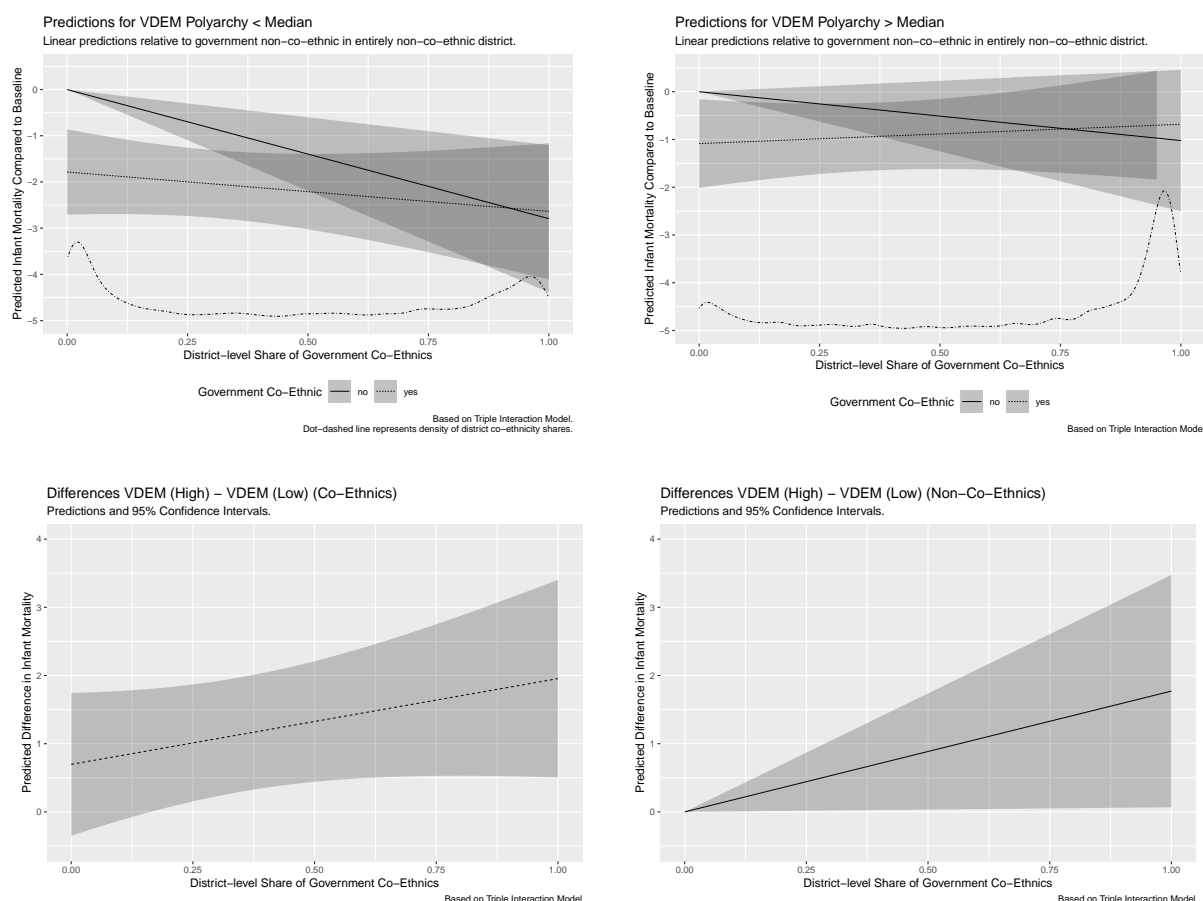 Predictions for VDEM Polyarchy < Median
Linear predictions relative to government non−co−ethnic in entirely non−co−ethnic district.
Predicted Infant Mortality Compared to Baseline
0
−1
−2
−3
−4
−5
0.00
0.25
0.50
0.75
1.00
District−level Share of Government Co−Ethnics
Government Co−Ethnic
no
yes
Based on Triple Interaction Model.
Dot−dashed line represents density of district co−ethnicity shares.
Predictions for VDEM Polyarchy > Median
Linear predictions relative to government non−co−ethnic in entirely non−co−ethnic district.
Predicted Infant Mortality Compared to Baseline
0
−1
−2
−3
−4
−5
0.00
0.25
0.50
0.75
1.00
District−level Share of Government Co−Ethnics
Government Co−Ethnic
no
yes
Based on Triple Interaction Mode
Differences VDEM (High) − VDEM (Low) (Co−Ethnics)
Predictions and 95% Confidence Intervals.
Predicted Difference in Infant Mortality
4
3
2
1
0
0.00
0.25
0.50
0.75
1.00
District−level Share of Government Co−Ethnics
Based on Triple Interaction Model
Differences VDEM (High) − VDEM (Low) (Non−Co−Ethnics)
Predictions and 95% Confidence Intervals.
Predicted Difference in Infant Mortality
4
3
2
1
0
0.00
0.25
0.50
0.75
1.00
District−level Share of Government Co−Ethnics
Based on Triple Interaction Model